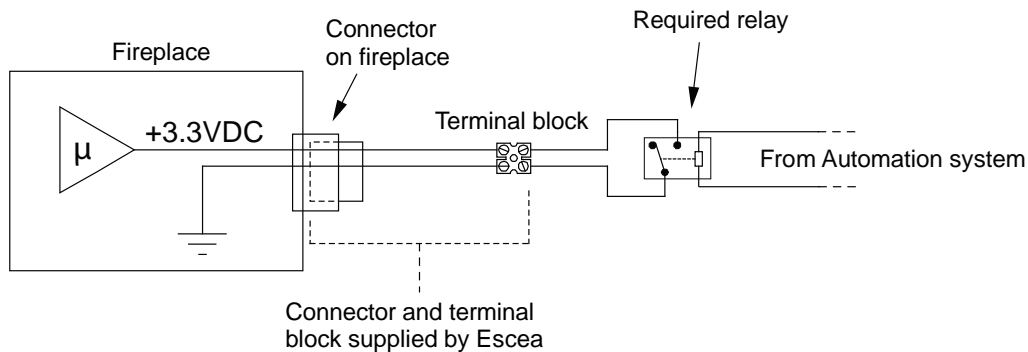 Required relay
Connector
on fireplace
Fireplace
Terminal block
+3.3VDC
μ
From Automation system
Connector and terminal
block supplied by Escea